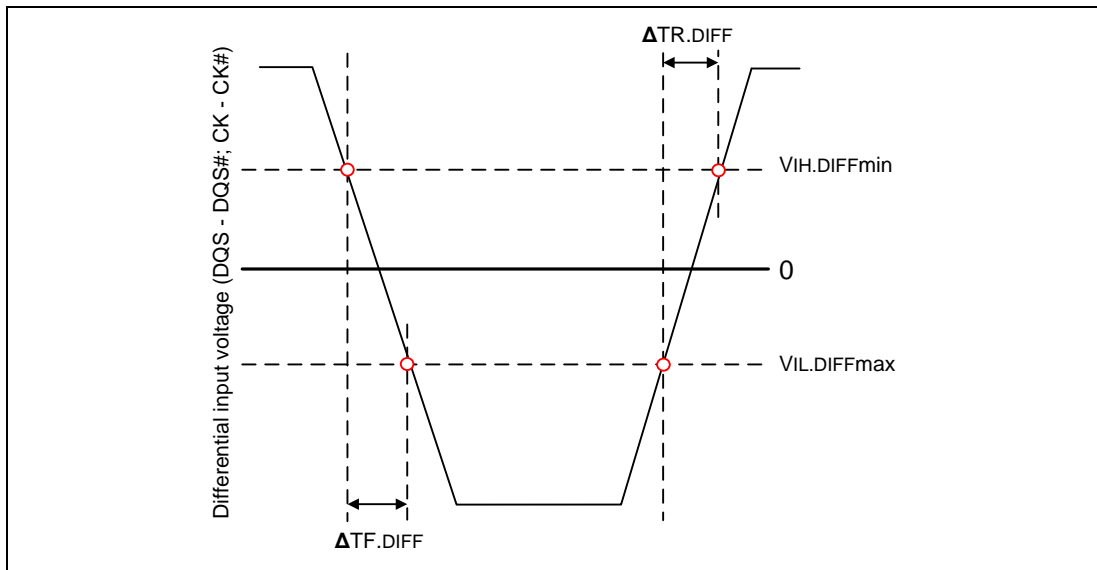 ΔTR.DIFF
Differential input voltage (DQS - DQS#; CK - CK#)
VIH.DIFFmin
0
VIL.DIFFmax
ΔTF.DIFF